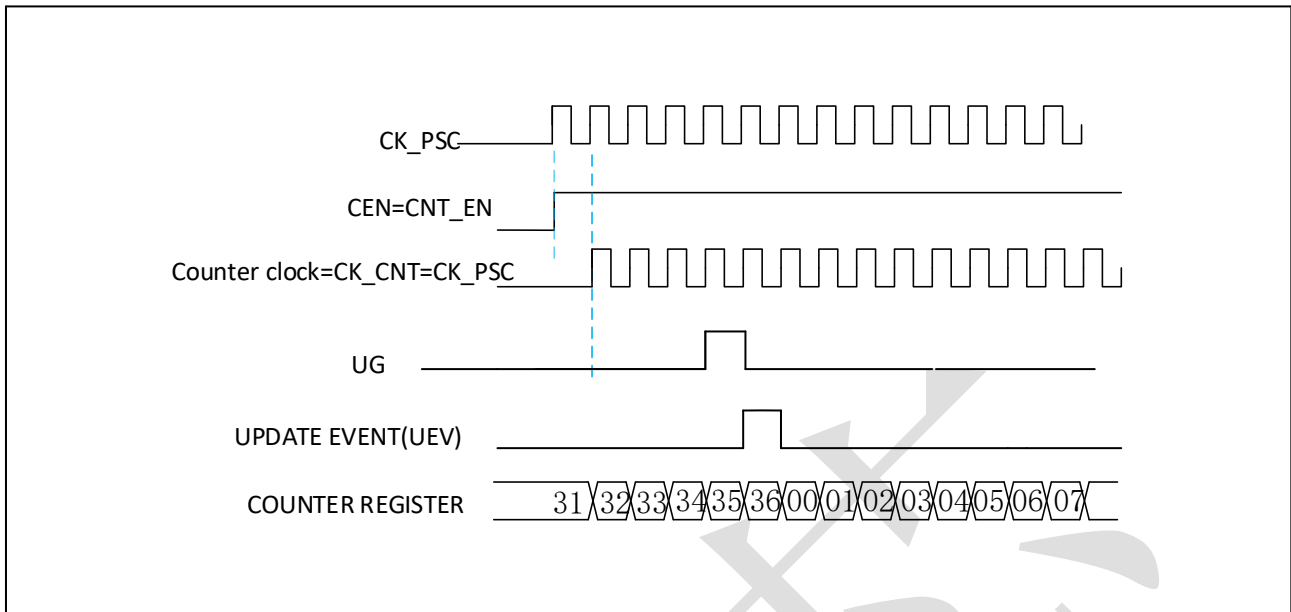 CK_PSC
CEN=CNT_EN
Counter clock=CK_CNT=CK_PSC
UG
UPDATE EVENT(UEV)
COUNTER REGISTER 31 32 33 34 35 36 00 01 02 03 04 05 06 07